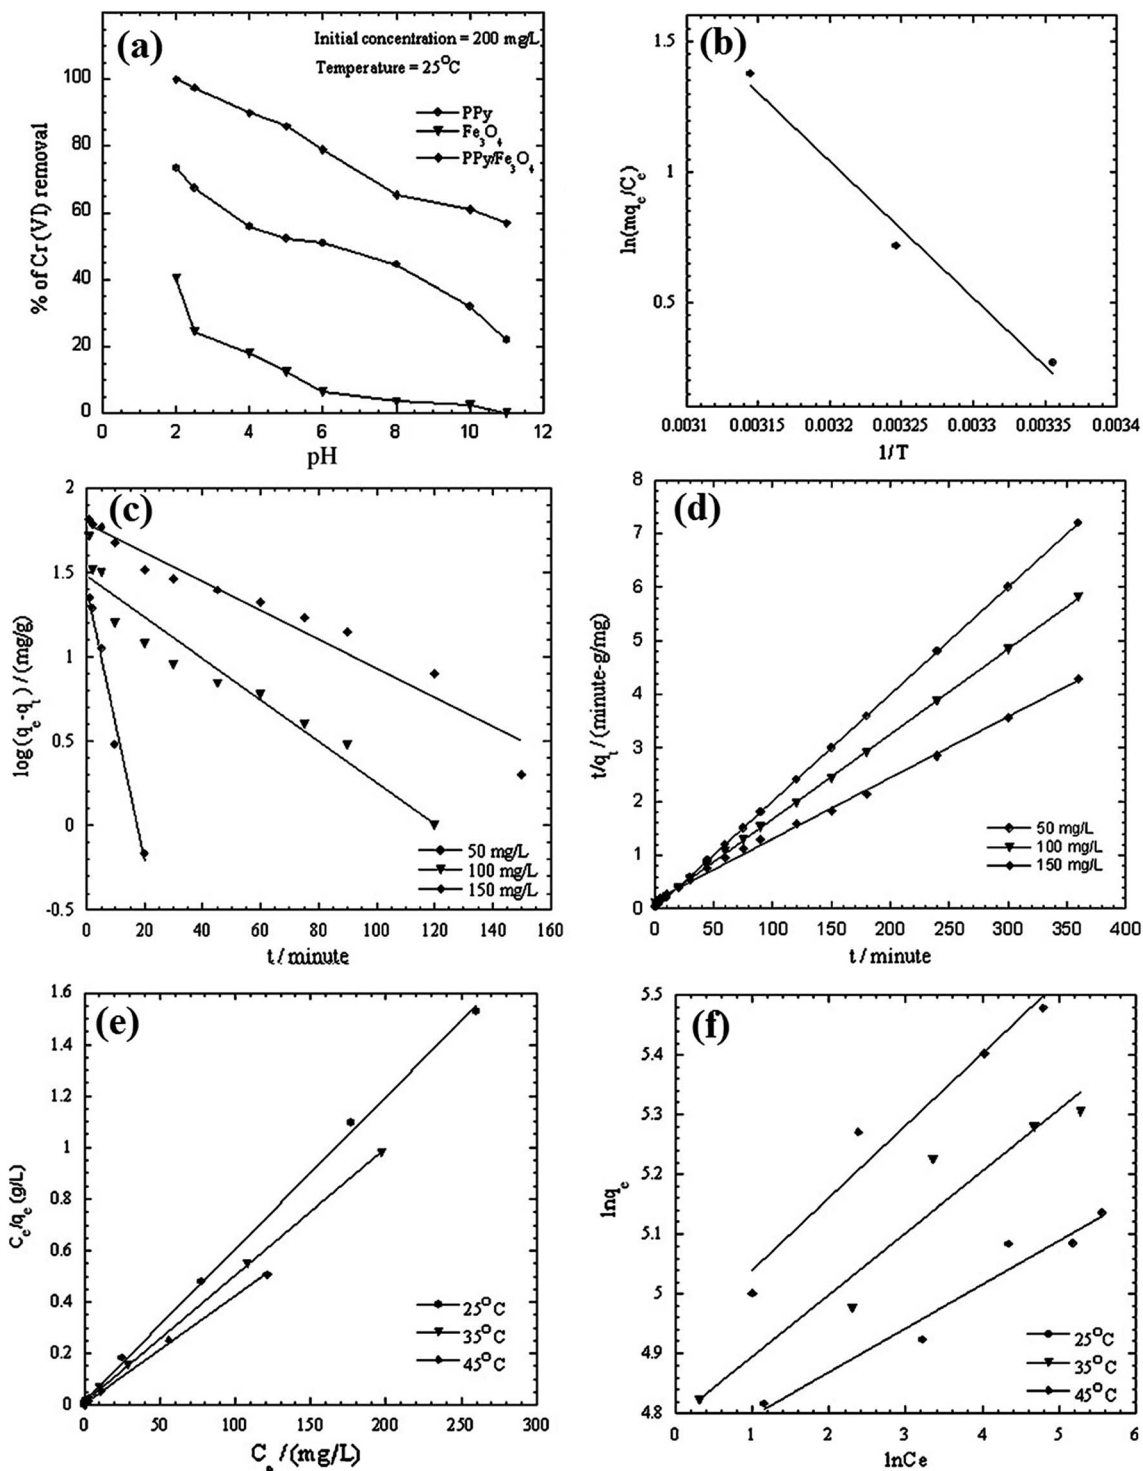 (a)
Initial concentration = 200 mg/L
Temperature = 25°C
PPy
Fe₃O₄
PPy/Fe₃O₄
% of Cr (VI) removal
100
80
60
40
20
0
0 2 4 6 8 10 12
pH
(b)
ln(mqₑ/Cₑ)
1.5
1
0.5
0.0031 0.00315 0.0032 0.00325 0.0033 0.00335 0.0034
1/T
(c)
log (qₑ-qₜ) / (mg/g)
2
1.5
1
0.5
0
-0.5
50 mg/L
100 mg/L
150 mg/L
0 20 40 60 80 100 120 140 160
t / minute
(d)
t/qₜ / (minute-g/mg)
8
7
6
5
4
3
2
1
0
50 mg/L
100 mg/L
150 mg/L
0 50 100 150 200 250 300 350 400
t / minute
(e)
Cₑ/qₑ (g/L)
1.6
1.4
1.2
1
0.8
0.6
0.4
0.2
0
25°C
35°C
45°C
0 50 100 150 200 250 300
Cₑ / (mg/L)
(f)
lnqₑ
5.5
5.4
5.3
5.2
5.1
5
4.9
4.8
25°C
35°C
45°C
0 1 2 3 4 5 6
lnCe